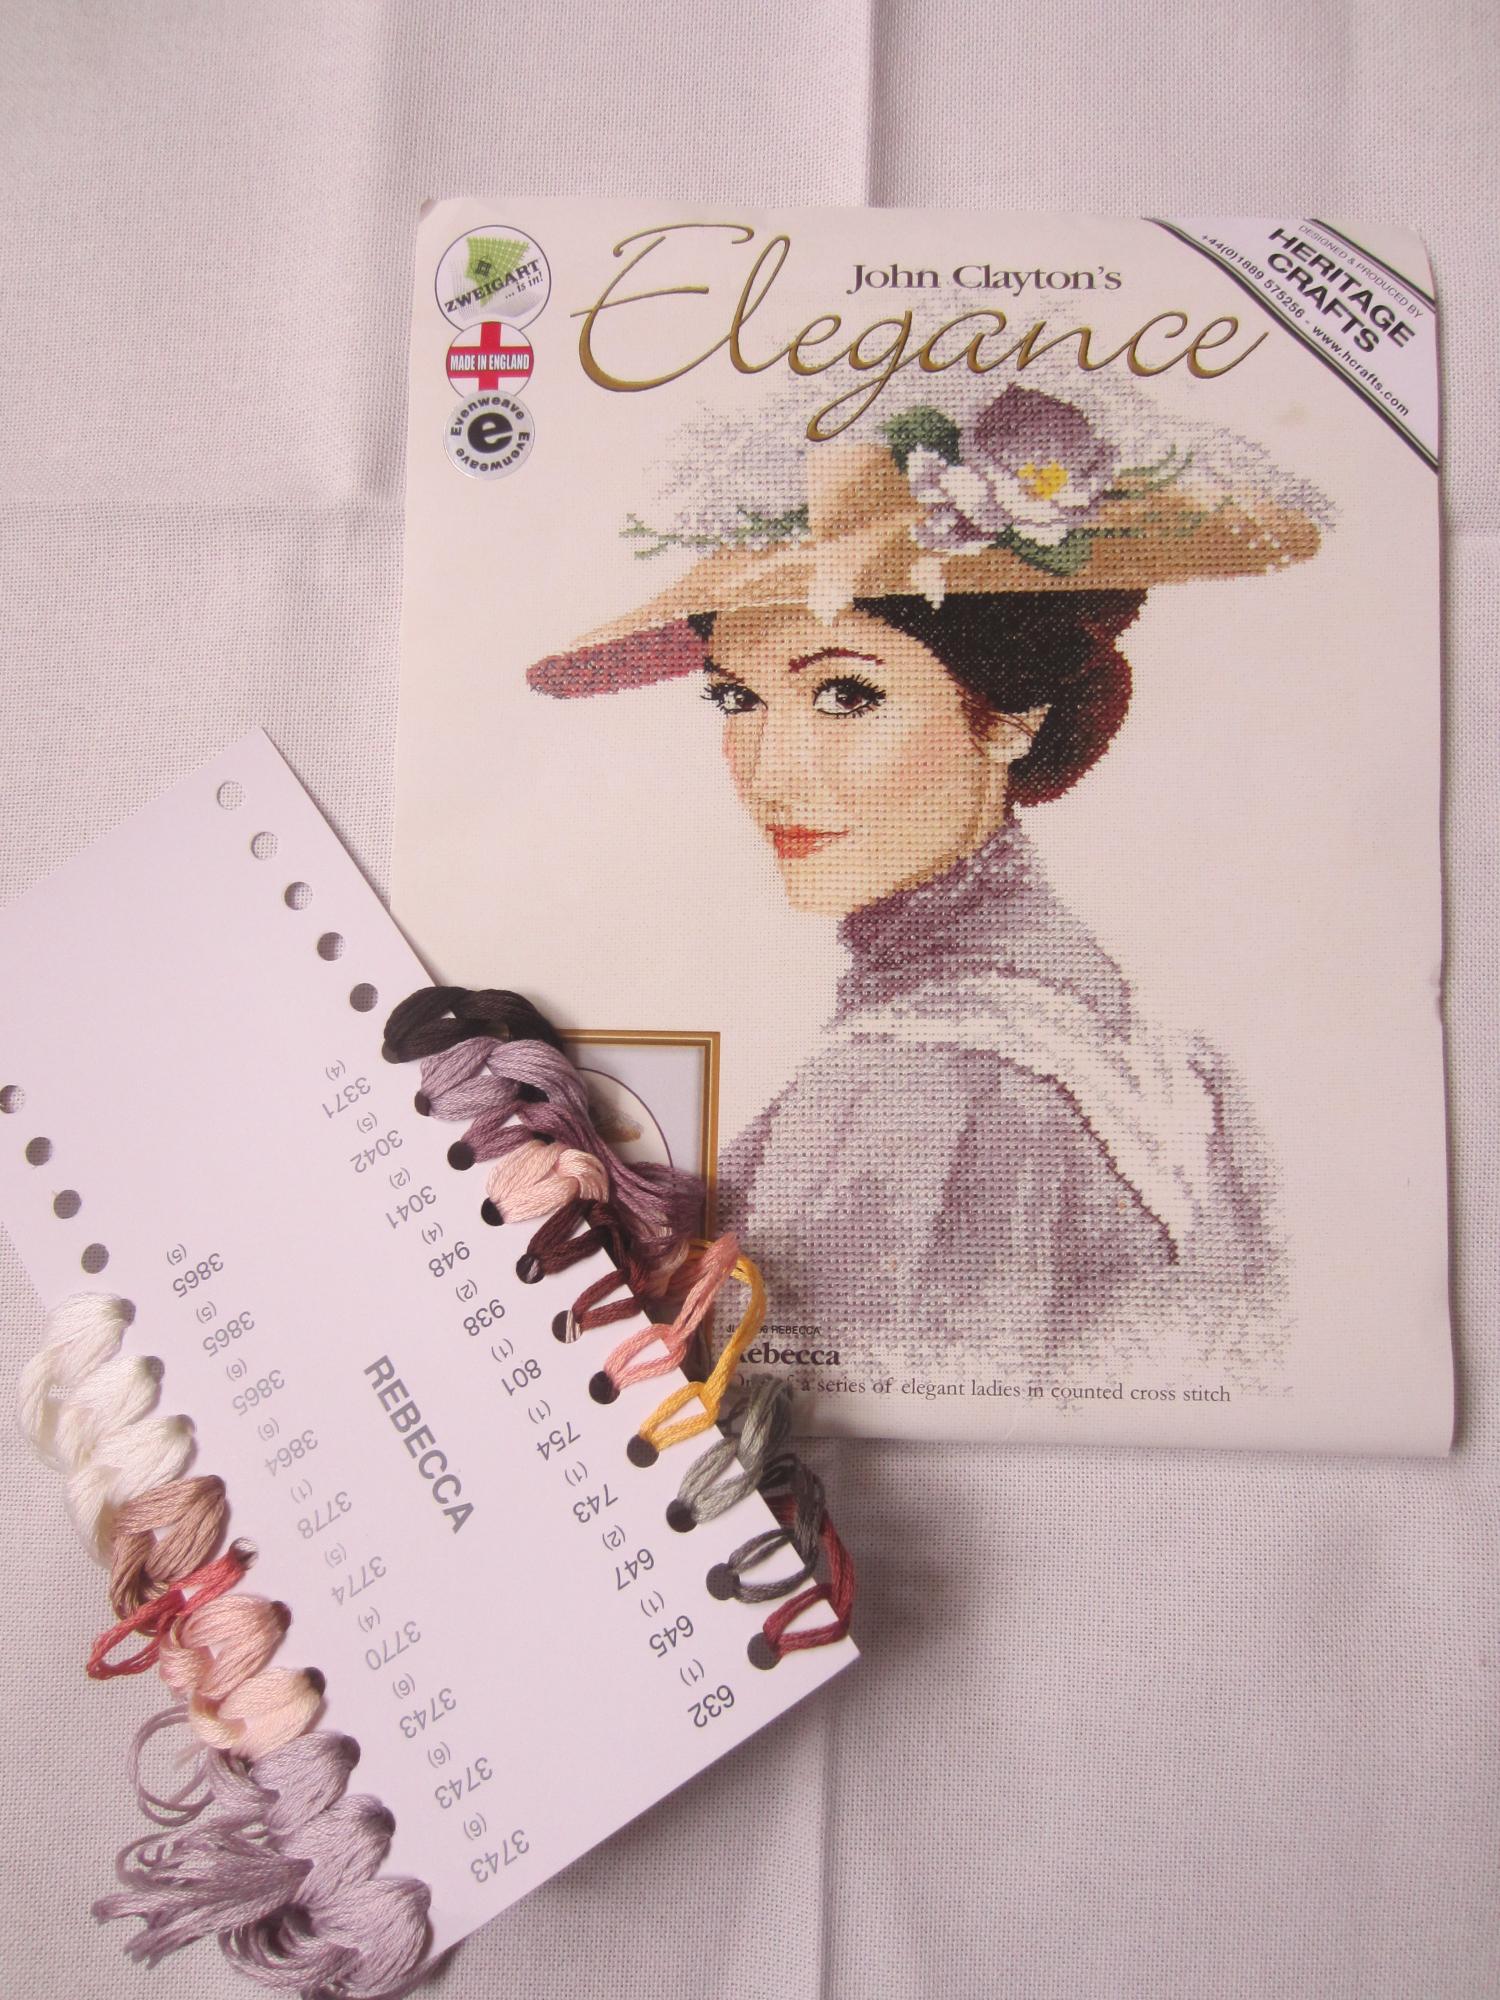 ZWEIGART
... is in!
MADE IN ENGLAND
Evenweave Evenweave
e
John Clayton's
Elegance
DESIGNED & PRODUCED BY
HERITAGE
CRAFTS
+44(0)1889 575256 - www.hcrafts.com
REBECCA
Rebecca
of a series of elegant ladies in counted cross stitch
REBECCA
3371
(4)
3042
(5)
3041
(2)
948
(4)
938
(2)
801
(1)
754
(1)
743
(1)
647
(2)
645
(1)
632
(1)
3865
(5)
3865
(5)
3865
(6)
3864
(6)
3778
(1)
3774
(5)
3770
(4)
3743
(6)
3743
(6)
3743
(6)